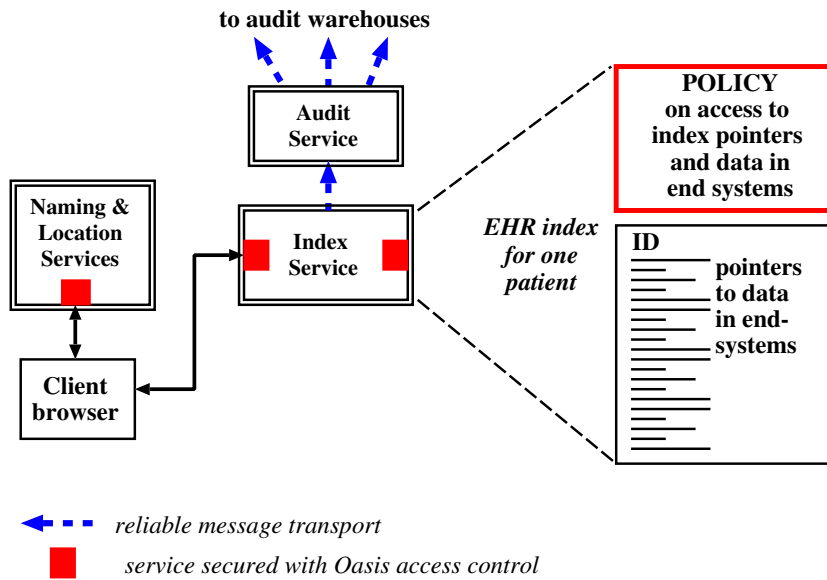 to audit warehouses
Audit
Service
Naming &
Location
Services
Index
Service
Client
browser
EHR index
for one
patient
POLICY
on access to
index pointers
and data in
end systems
ID
pointers
to data
in end-
systems
reliable message transport
service secured with Oasis access control